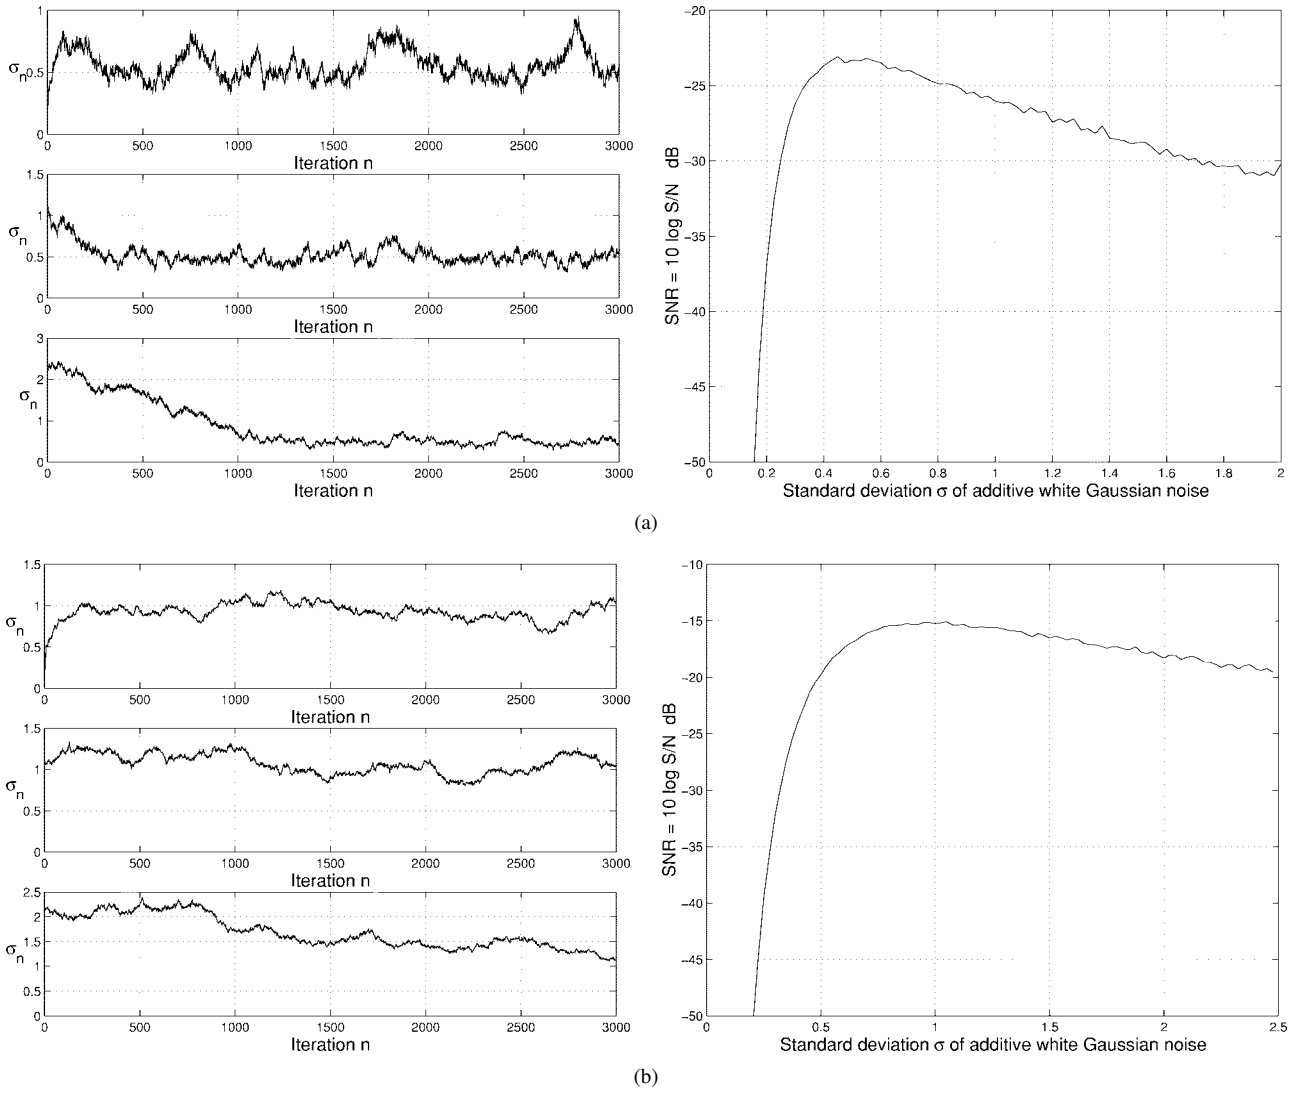 1
σn 0.5
0
0 500 1000 1500 2000 2500 3000
Iteration n
1.5
1
σn
0.5
0
0 500 1000 1500 2000 2500 3000
Iteration n
3
2
σn
1
0
0 500 1000 1500 2000 2500 3000
Iteration n
−20
−25
−30
−35
−40
−45
−50
SNR = 10 log S/N dB
0 0.2 0.4 0.6 0.8 1 1.2 1.4 1.6 1.8 2
Standard deviation σ of additive white Gaussian noise
(a)
1.5
1
σn
0.5
0
0 500 1000 1500 2000 2500 3000
Iteration n
1.5
1
σn
0.5
0
0 500 1000 1500 2000 2500 3000
Iteration n
2.5
2
1.5
σn
1
0.5
0
0 500 1000 1500 2000 2500 3000
Iteration n
−10
−15
−20
−25
−30
−35
−40
−45
−50
SNR = 10 log S/N dB
0 0.5 1 1.5 2 2.5
Standard deviation σ of additive white Gaussian noise
(b)